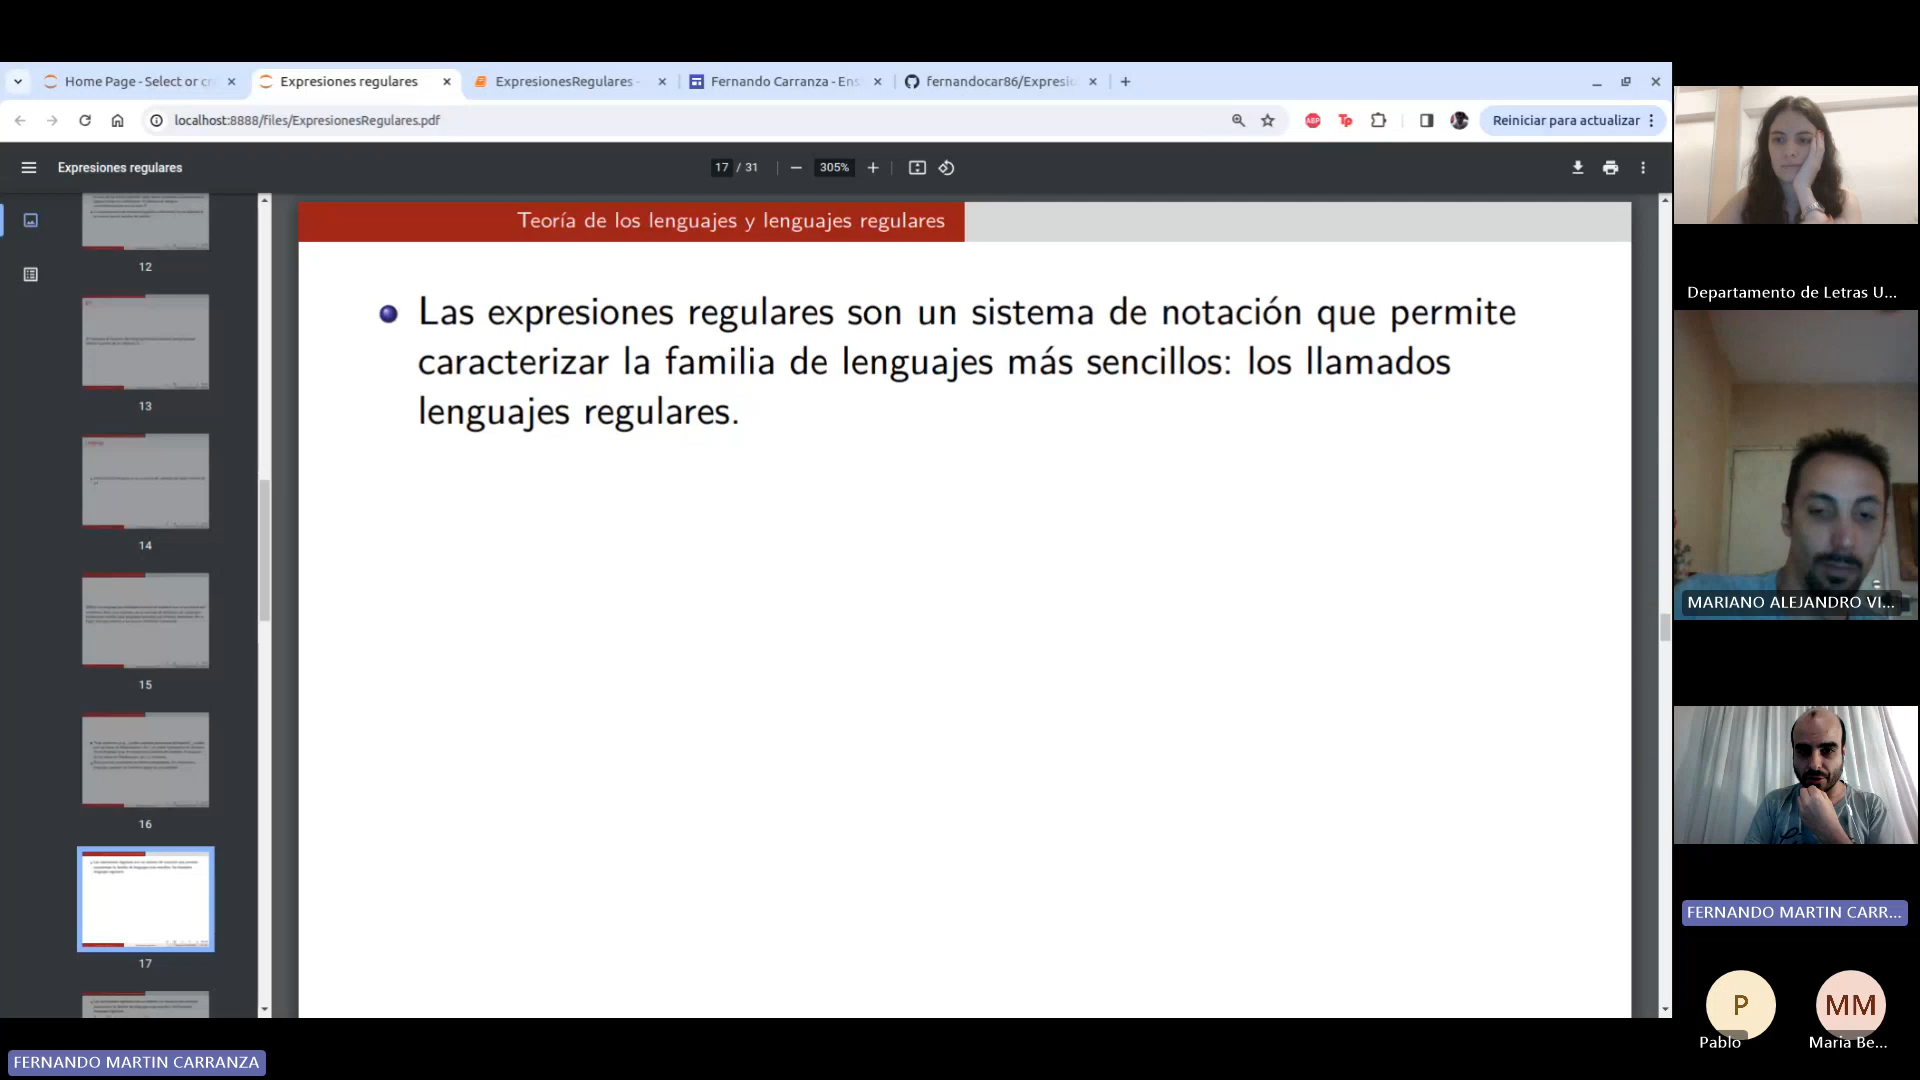 Home Page - Select or cr
Expresiones regulares
ExpresionesRegulares -
Fernando Carranza - Ens
fernandocar86/Expresio
localhost:8888/files/ExpresionesRegulares.pdf
ABP
Tp
Reiniciar para actualizar
Expresiones regulares
17 / 31
305%
12
13
14
15
16
17
Teoría de los lenguajes y lenguajes regulares
Las expresiones regulares son un sistema de notación que permite
caracterizar la familia de lenguajes más sencillos: los llamados
lenguajes regulares.
Departamento de Letras U...
MARIANO ALEJANDRO VI...
FERNANDO MARTIN CARR...
P
MM
Pablo
Maria Be...
FERNANDO MARTIN CARRANZA